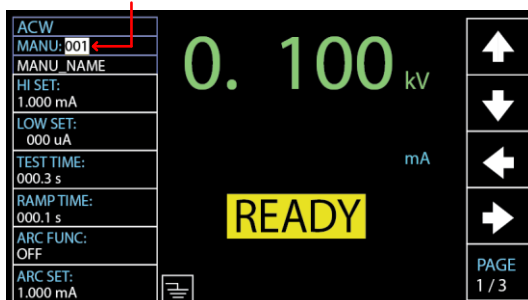 ACW
MANU: 001
MANU_NAME
HI SET:
1.000 mA
LOW SET:
000 uA
TEST TIME:
000.3 s
RAMP TIME:
000.1 s
ARC FUNC:
OFF
ARC SET:
1.000 mA
0. 100 kV
mA
READY
PAGE
1 / 3